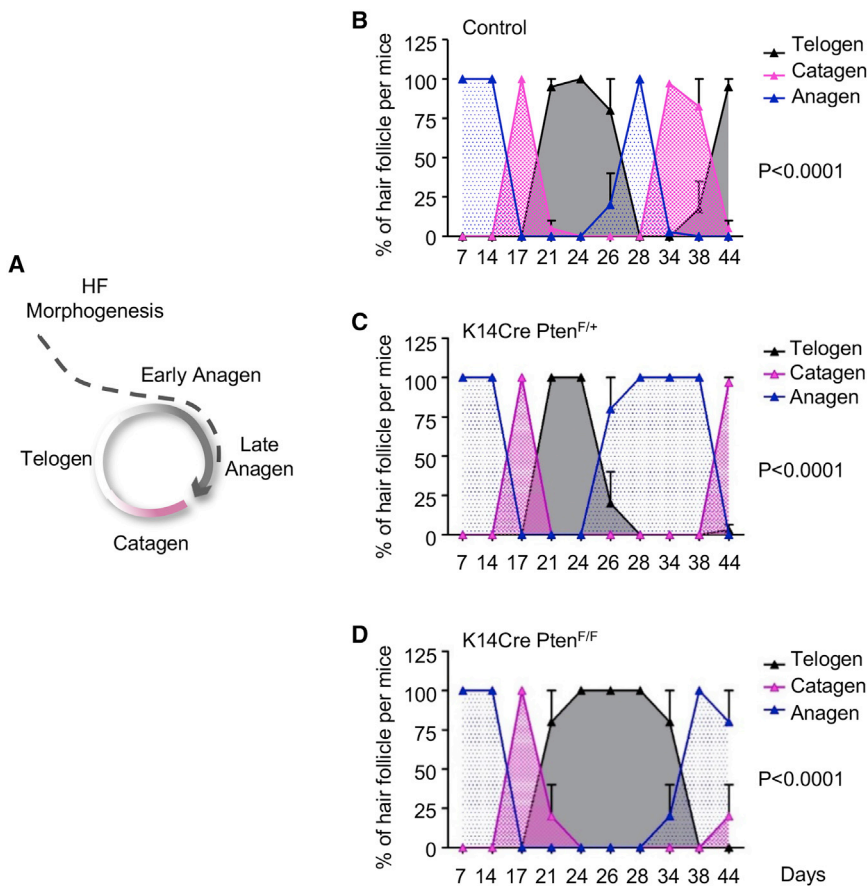 A
HF
Morphogenesis
Early Anagen
Telogen
Late
Anagen
Catagen
B
Control
% of hair follicle per mice
125
100
75
50
25
0
7 14 17 21 24 26 28 34 38 44
Telogen
Catagen
Anagen
P<0.0001
C
K14Cre Pten^F/+
% of hair follicle per mice
125
100
75
50
25
0
7 14 17 21 24 26 28 34 38 44
Telogen
Catagen
Anagen
P<0.0001
D
K14Cre Pten^F/F
% of hair follicle per mice
125
100
75
50
25
0
7 14 17 21 24 26 28 34 38 44 Days
Telogen
Catagen
Anagen
P<0.0001